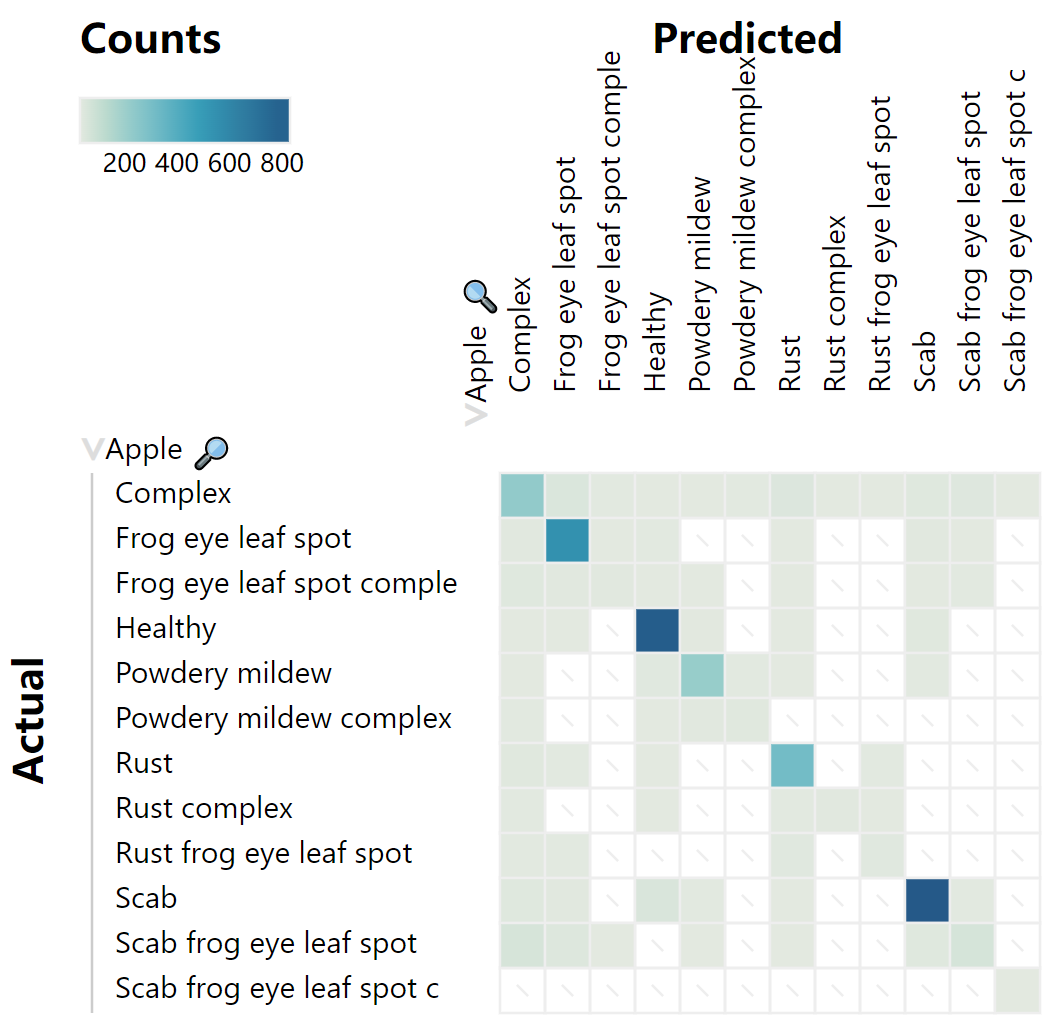 Counts
Predicted
200 400 600 800
Apple
Complex
Frog eye leaf spot
Frog eye leaf spot comple
Healthy
Powdery mildew
Powdery mildew complex
Rust
Rust complex
Rust frog eye leaf spot
Scab
Scab frog eye leaf spot
Scab frog eye leaf spot c
Actual
Apple
Complex
Frog eye leaf spot
Frog eye leaf spot comple
Healthy
Powdery mildew
Powdery mildew complex
Rust
Rust complex
Rust frog eye leaf spot
Scab
Scab frog eye leaf spot
Scab frog eye leaf spot c